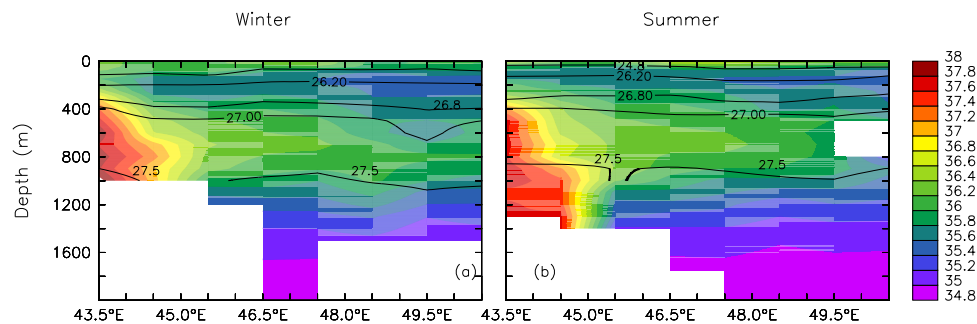 Winter
Summer
Depth (m)
0
400
800
1200
1600
26.20
26.8
27.00
27.5
27.5
(a)
43.5°E
45.0°E
46.5°E
48.0°E
49.5°E
24.8
26.20
26.80
27.00
27.5
27.5
(b)
43.5°E
45.0°E
46.5°E
48.0°E
49.5°E
38
37.8
37.6
37.4
37.2
37
36.8
36.6
36.4
36.2
36
35.8
35.6
35.4
35.2
35
34.8